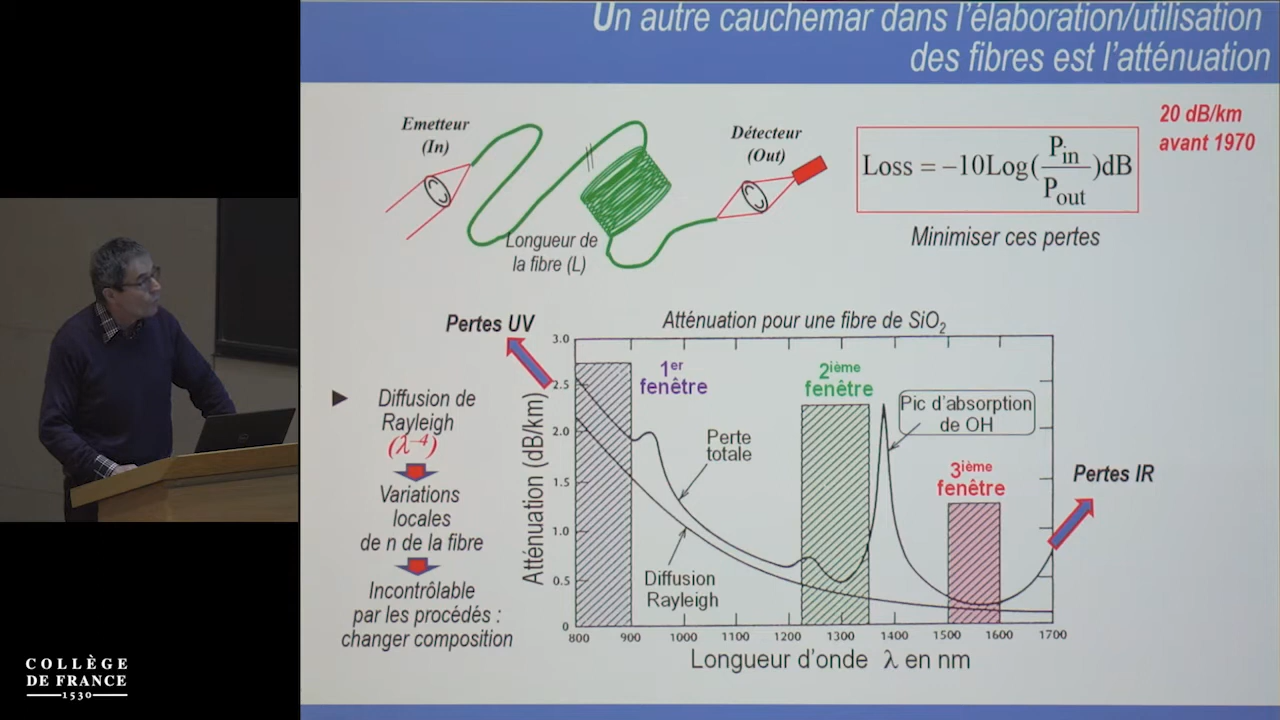 Un autre cauchemar dans l'élaboration/utilisation
des fibres est l'atténuation
Emetteur
(In)
Détecteur
(Out)
Longueur de
la fibre (L)
Loss = −10Log(Pin/Pout)dB
20 dB/km
avant 1970
Minimiser ces pertes
Pertes UV
Atténuation pour une fibre de SiO2
Diffusion de
Rayleigh
(λ−4)
Variations
locales
de n de la fibre
Incontrôlable
par les procédés :
changer composition
Atténuation (dB/km)
3.0
2.5
2.0
1.5
1.0
0.5
0
1er
fenêtre
Perte
totale
Diffusion
Rayleigh
2ième
fenêtre
Pic d'absorption
de OH
3ième
fenêtre
Pertes IR
800 900 1000 1100 1200 1300 1400 1500 1600 1700
Longueur d'onde λ en nm
COLLÈGE
DE FRANCE
1530